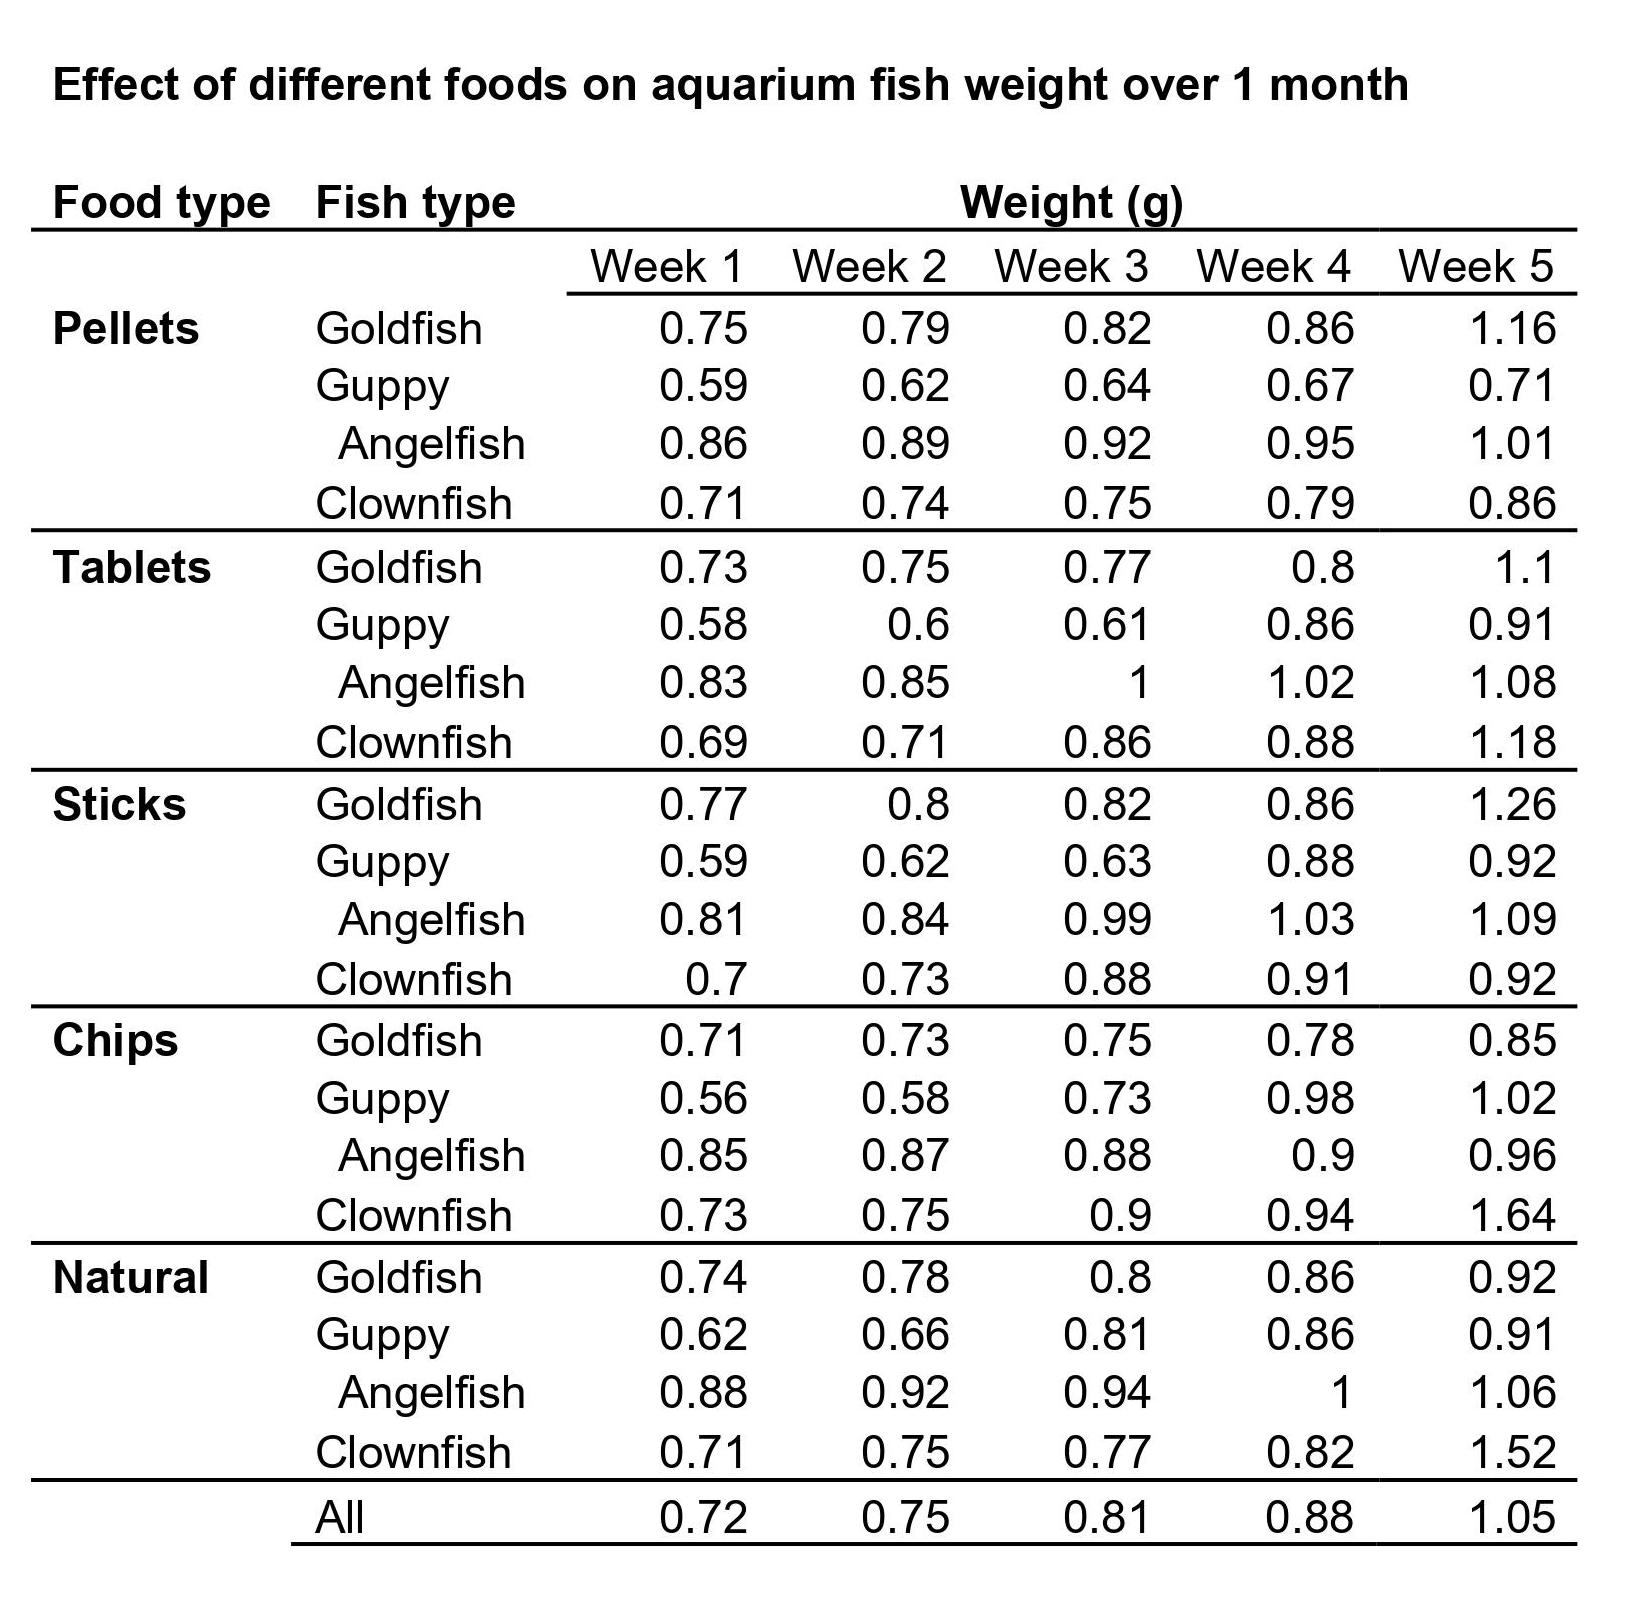 Effect of different foods on aquarium fish weight over 1 month
Food type Fish type Weight (g)
Week 1 Week 2 Week 3 Week 4 Week 5
Pellets Goldfish 0.75 0.79 0.82 0.86 1.16
Guppy 0.59 0.62 0.64 0.67 0.71
Angelfish 0.86 0.89 0.92 0.95 1.01
Clownfish 0.71 0.74 0.75 0.79 0.86
Tablets Goldfish 0.73 0.75 0.77 0.8 1.1
Guppy 0.58 0.6 0.61 0.86 0.91
Angelfish 0.83 0.85 1 1.02 1.08
Clownfish 0.69 0.71 0.86 0.88 1.18
Sticks Goldfish 0.77 0.8 0.82 0.86 1.26
Guppy 0.59 0.62 0.63 0.88 0.92
Angelfish 0.81 0.84 0.99 1.03 1.09
Clownfish 0.7 0.73 0.88 0.91 0.92
Chips Goldfish 0.71 0.73 0.75 0.78 0.85
Guppy 0.56 0.58 0.73 0.98 1.02
Angelfish 0.85 0.87 0.88 0.9 0.96
Clownfish 0.73 0.75 0.9 0.94 1.64
Natural Goldfish 0.74 0.78 0.8 0.86 0.92
Guppy 0.62 0.66 0.81 0.86 0.91
Angelfish 0.88 0.92 0.94 1 1.06
Clownfish 0.71 0.75 0.77 0.82 1.52
All 0.72 0.75 0.81 0.88 1.05